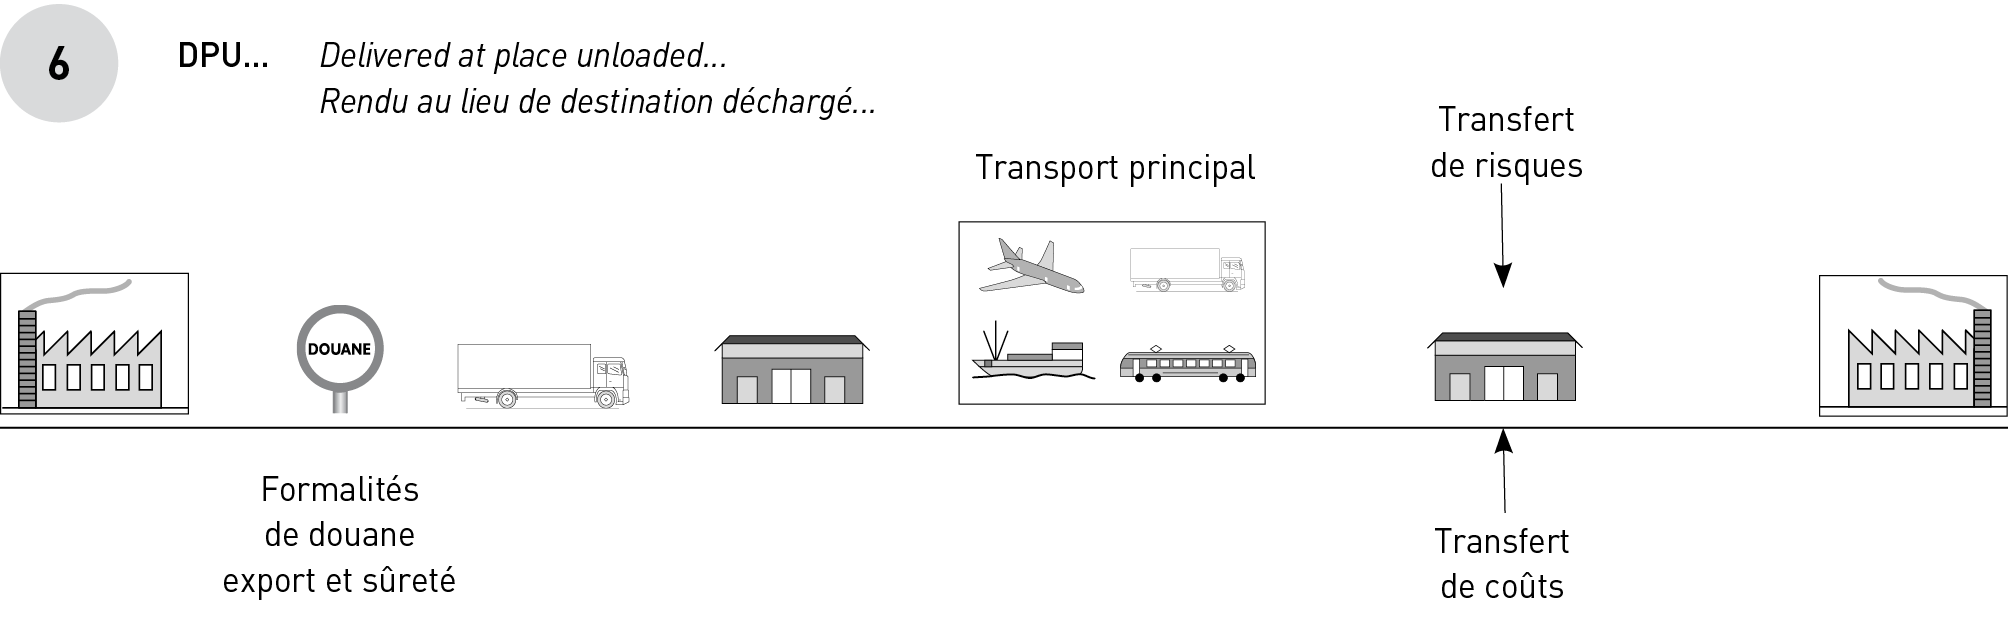 6
DPU...
Delivered at place unloaded...
Rendu au lieu de destination déchargé...
Transfert
de risques
Transport principal
DOUANE
Formalités
de douane
export et sûreté
Transfert
de coûts